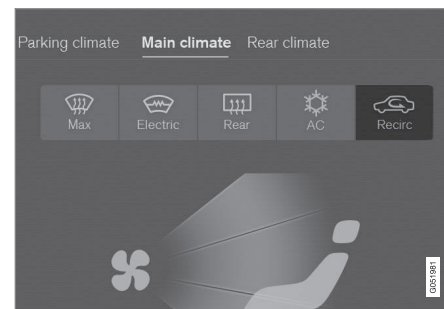 Parking climate Main climate Rear climate
Max Electric Rear AC Recirc
G051981